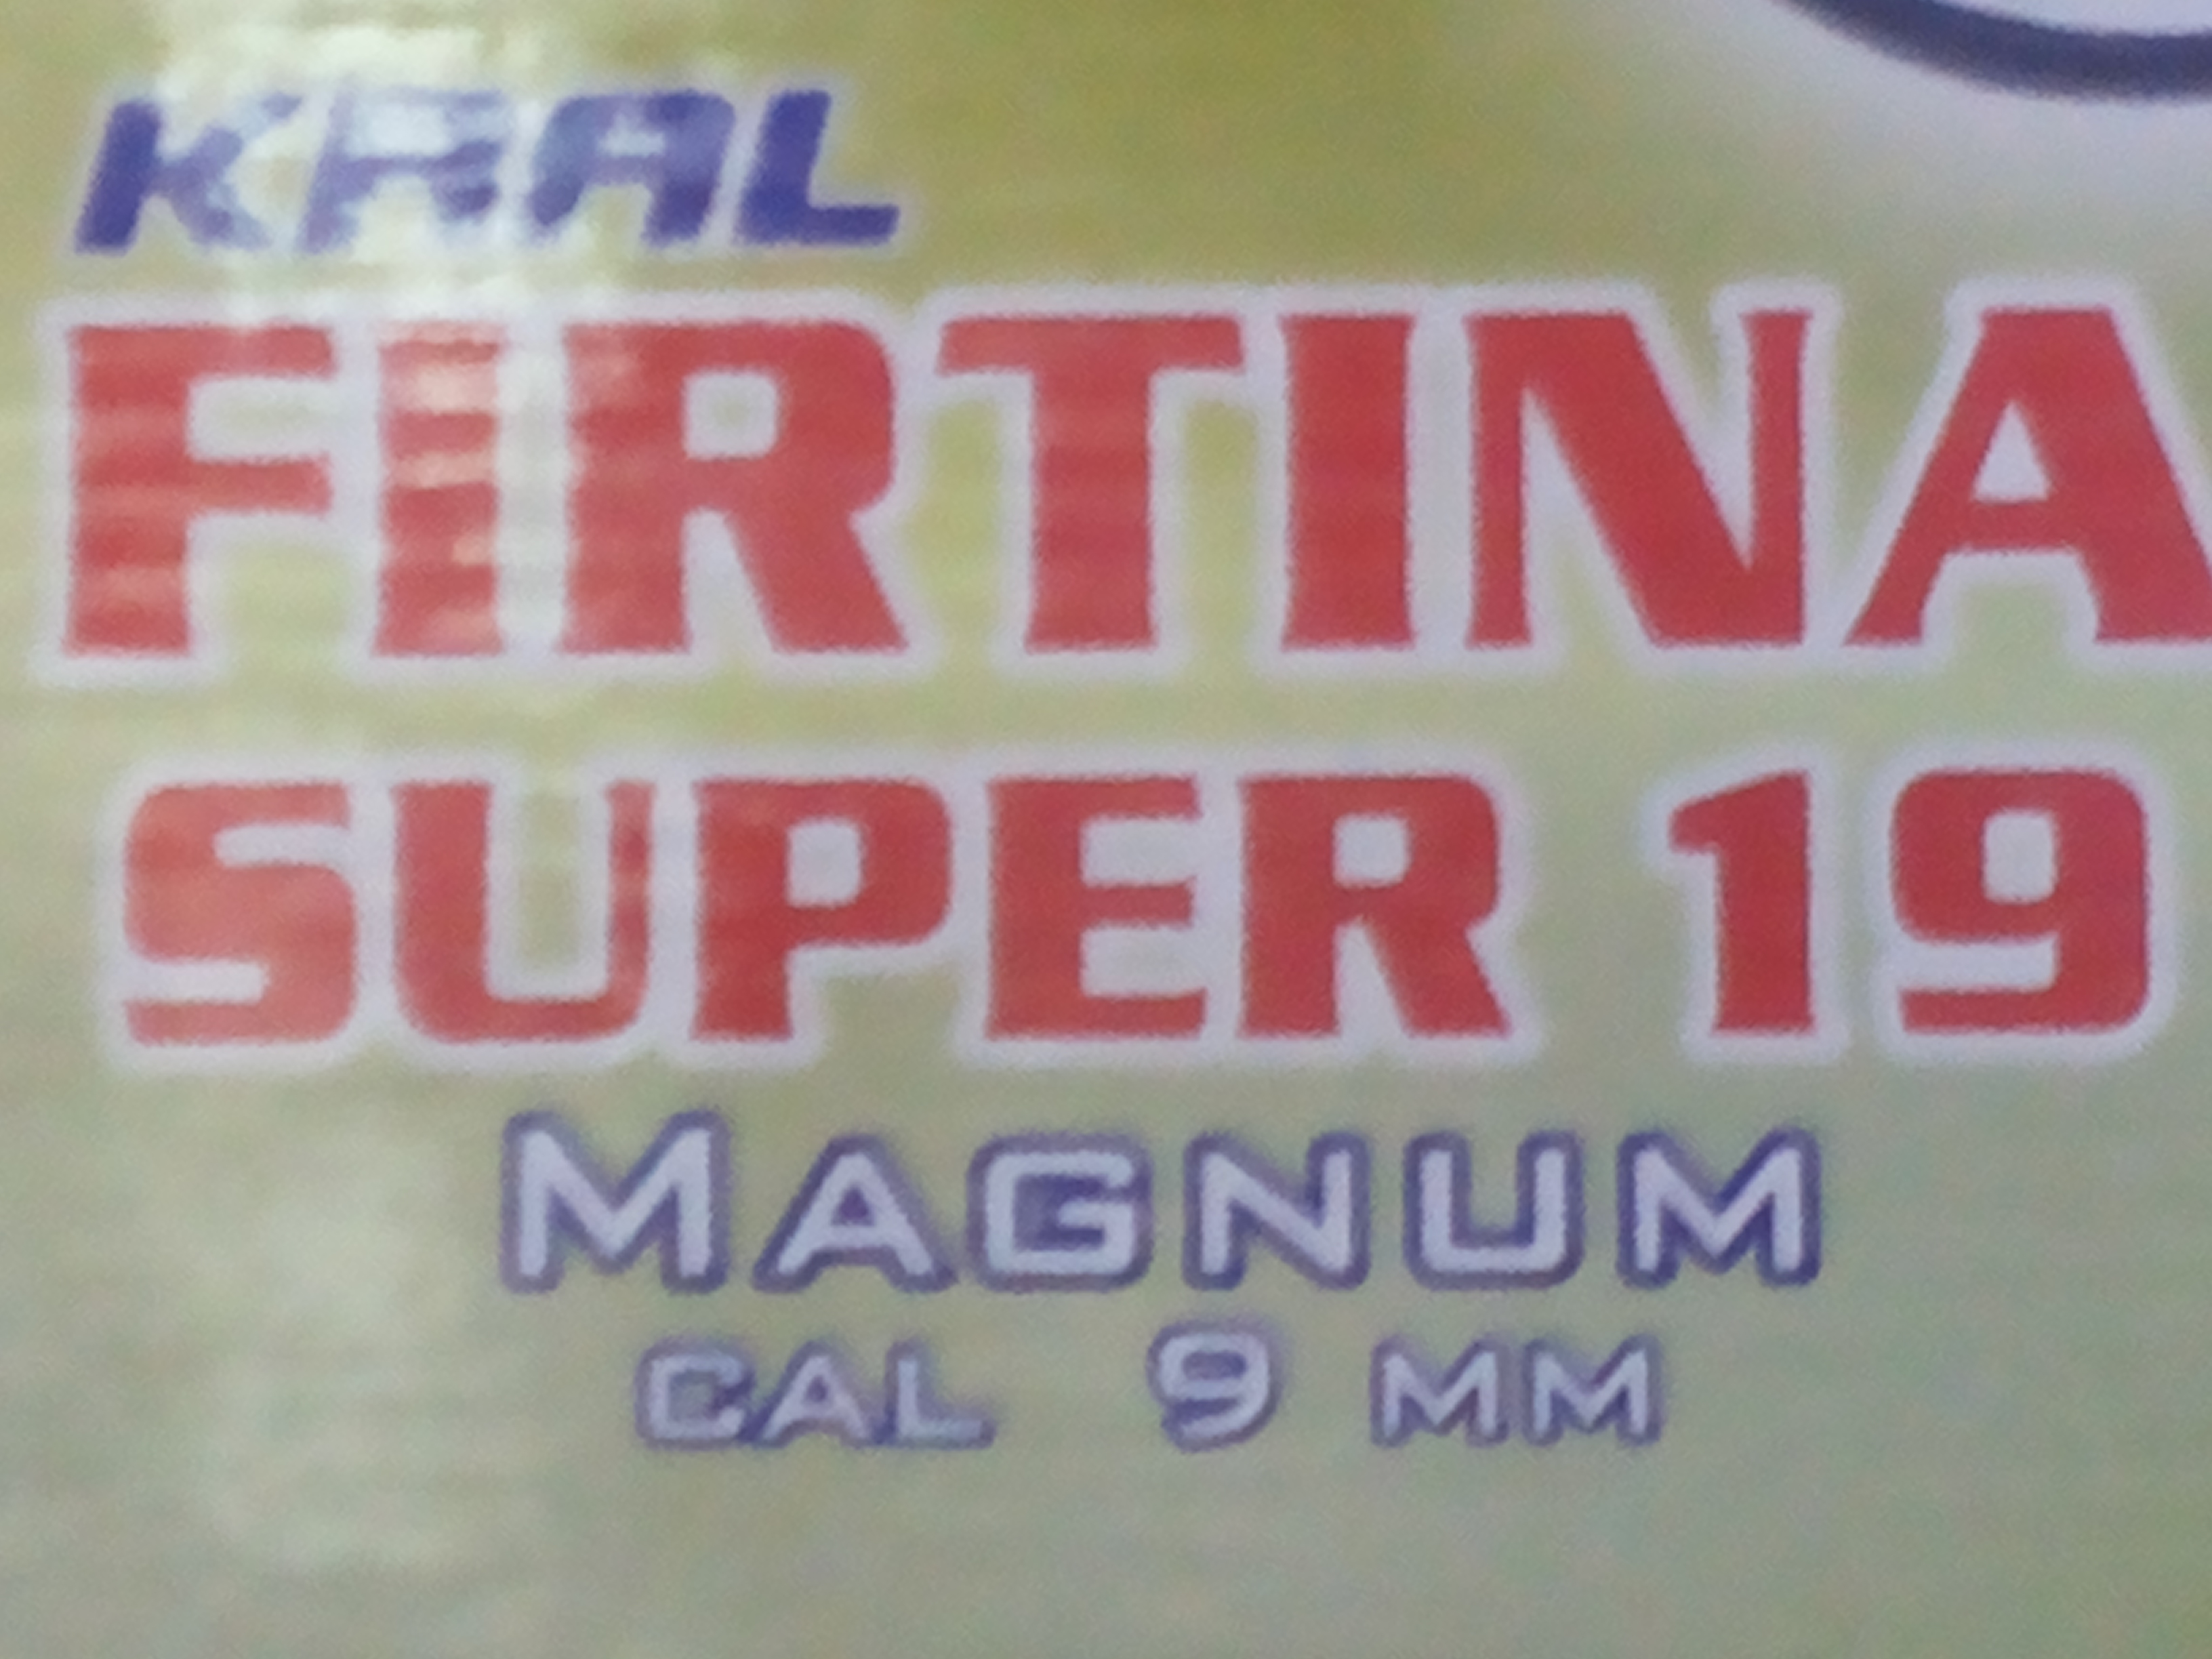 KRAL
FIRTINA
SUPER 19
MAGNUM
CAL 9 MM